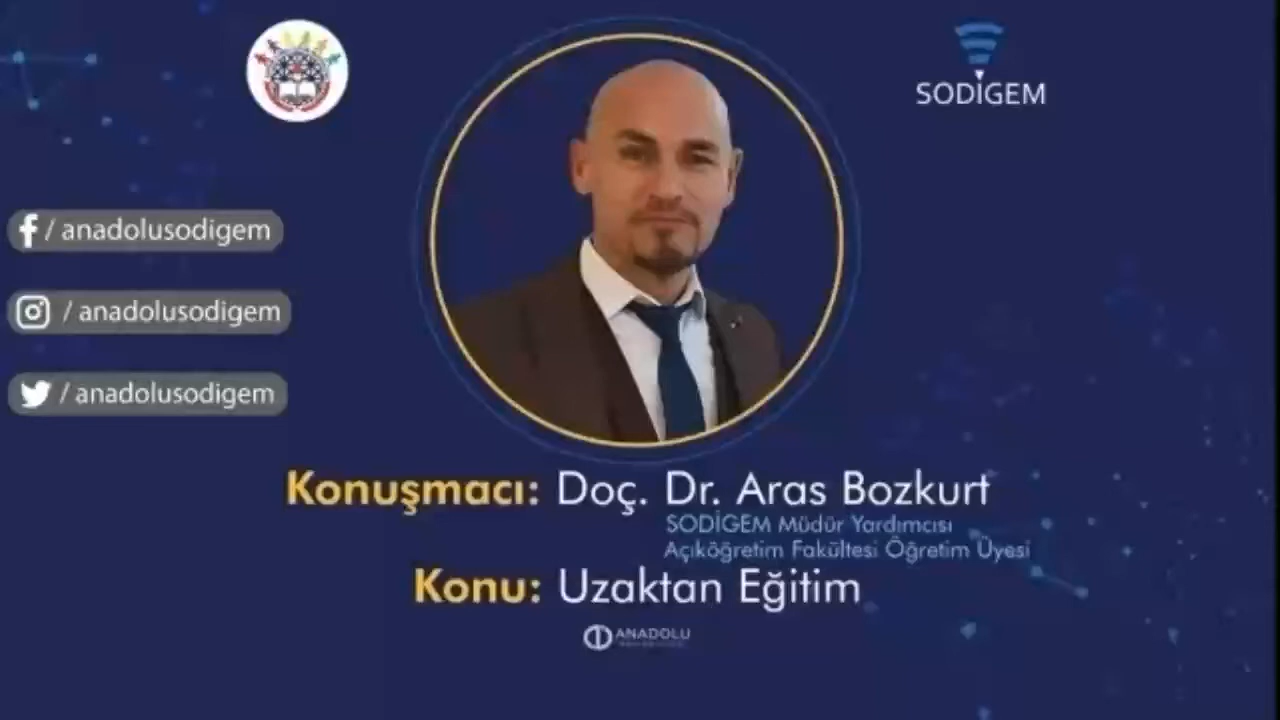 SODİGEM
/ anadolusodigem
/ anadolusodigem
/ anadolusodigem
Konuşmacı: Doç. Dr. Aras Bozkurt
SODİGEM Müdür Yardımcısı
Açıköğretim Fakültesi Öğretim Üyesi
Konu: Uzaktan Eğitim
ANADOLU